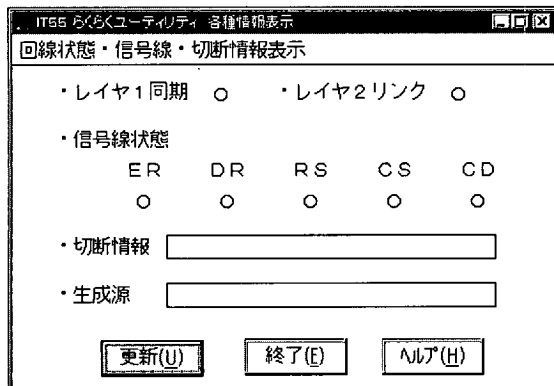 IT55 らくらくユーティリティ 各種情報表示
回線状態・信号線・切断情報表示
・レイヤ1同期 ○ ・レイヤ2リンク ○
・信号線状態
ER DR RS CS CD
○ ○ ○ ○ ○
・切断情報
・生成源
更新(U) 終了(E) ヘルプ(H)